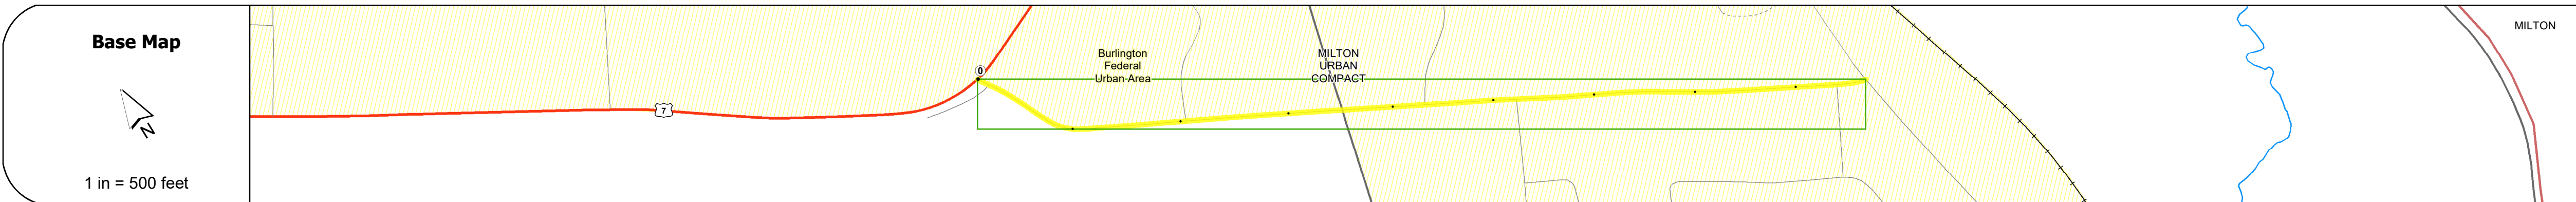 Base Map
N
1 in = 500 feet
7
0
Burlington
Federal
Urban Area
MILTON
URBAN
COMPACT
MILTON